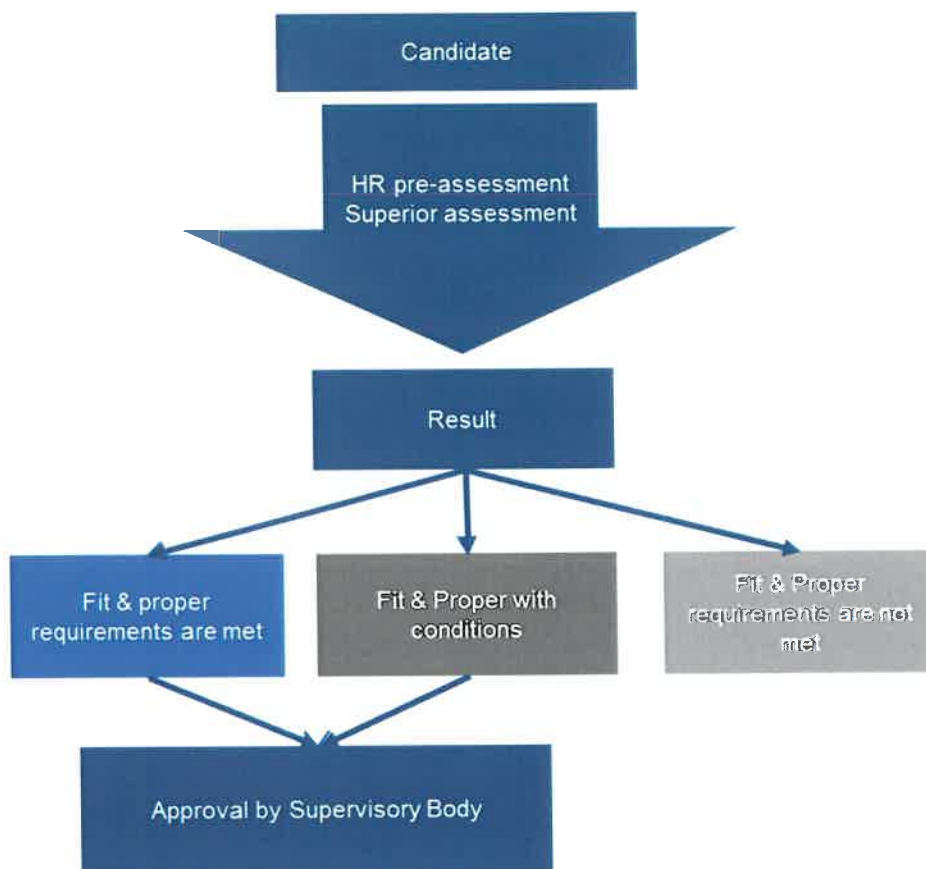 Candidate
HR pre-assessment
Superior assessment
Result
Fit & proper
requirements are met
Fit & Proper with
conditions
Fit & Proper
requirements are not
met
Approval by Supervisory Body